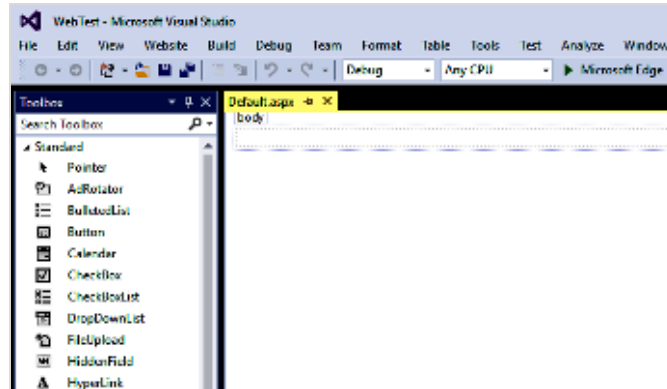 WebTest - Microsoft Visual Studio
File Edit View Website Build Debug Team Format Table Tools Test Analyze Window
Debug Any CPU Microsoft Edge
Toolbox Default.aspx
Search Toolbox body
Standard
Pointer
AdRotator
BulletedList
Button
Calendar
CheckBox
CheckBoxList
DropDownList
FileUpload
HiddenField
HyperLink